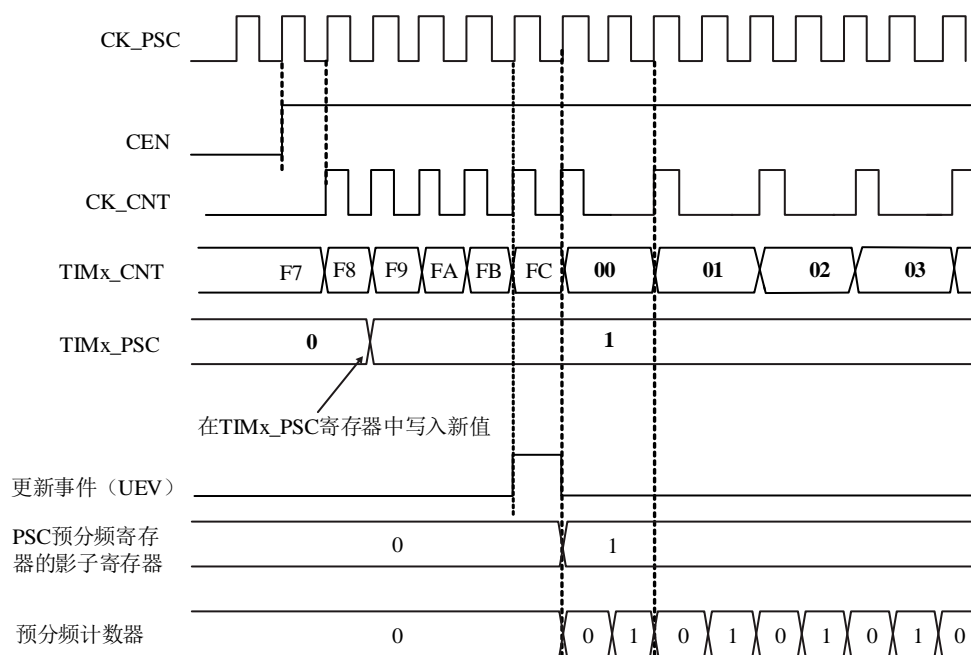 CK_PSC
CEN
CK_CNT
TIMx_CNT F7 F8 F9 FA FB FC 00 01 02 03
TIMx_PSC 0 1
在TIMx_PSC寄存器中写入新值
更新事件（UEV）
PSC预分频寄存
器的影子寄存器 0 1
预分频计数器 0 0 1 0 1 0 1 0 1 0